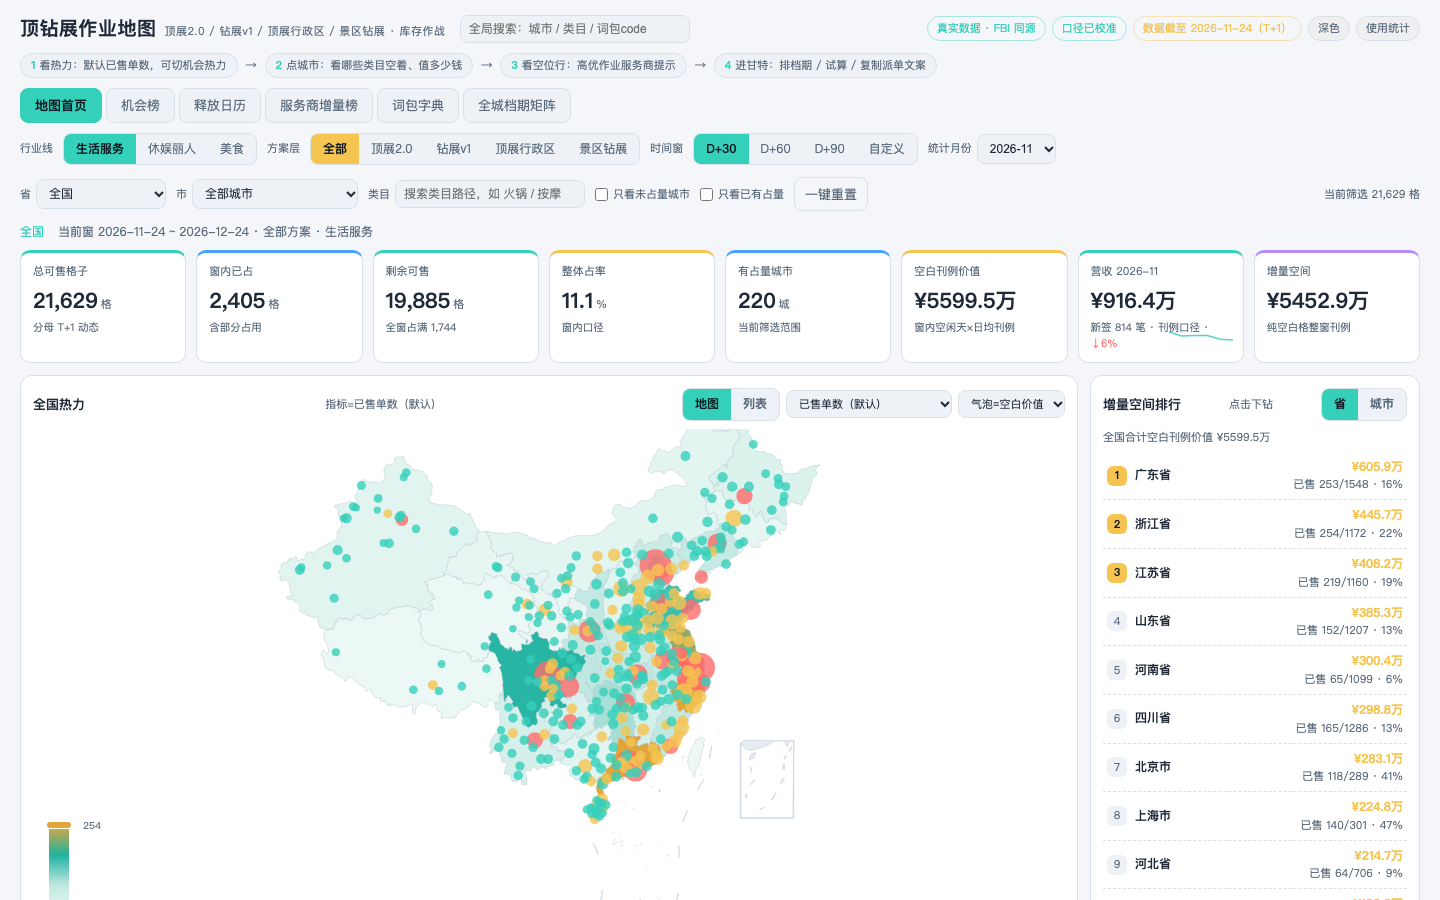 顶钻展作业地图 顶展2.0 / 钻展v1 / 顶展行政区 / 景区钻展 · 库存作战 全局搜索：城市 / 类目 / 词包code 真实数据 · FBI 同源 口径已校准 数据截至 2026-11-24（T+1） 深色 使用统计
1 看热力：默认已售单数，可切机会热力 → 2 点城市：看哪些类目空着、值多少钱 → 3 看空位行：高优作业服务商提示 → 4 进甘特：排档期 / 试算 / 复制派单文案
地图首页 机会榜 释放日历 服务商增量榜 词包字典 全城档期矩阵
行业线 生活服务 休娱丽人 美食 方案层 全部 顶展2.0 钻展v1 顶展行政区 景区钻展 时间窗 D+30 D+60 D+90 自定义 统计月份 2026-11
省 全国 市 全部城市 类目 搜索类目路径，如 火锅 / 按摩 只看未占量城市 只看已有占量 一键重置 当前筛选 21,629 格
全国 当前窗 2026-11-24 ~ 2026-12-24 · 全部方案 · 生活服务
总可售格子 窗内已占 剩余可售 整体占率 有占量城市 空白刊例价值 营收 2026-11 增量空间
21,629 格 2,405 格 19,885 格 11.1 % 220 城 ¥5599.5万 ¥916.4万 ¥5452.9万
分母 T+1 动态 含部分占用 全窗占满 1,744 窗内口径 当前筛选范围 窗内空闲天×日均刊例 新签 814 笔 · 刊例口径 · 纯空白格整窗刊例
↓6%
全国热力 指标=已售单数（默认） 地图 列表 已售单数（默认） 气泡=空白价值
254
增量空间排行 点击下钻 省 城市
全国合计空白刊例价值 ¥5599.5万
1 广东省 ¥605.9万
已售 253/1548 · 16%
2 浙江省 ¥445.7万
已售 254/1172 · 22%
3 江苏省 ¥408.2万
已售 219/1160 · 19%
4 山东省 ¥385.3万
已售 152/1207 · 13%
5 河南省 ¥300.4万
已售 65/1099 · 6%
6 四川省 ¥298.8万
已售 165/1286 · 13%
7 北京市 ¥283.1万
已售 118/289 · 41%
8 上海市 ¥224.8万
已售 140/301 · 47%
9 河北省 ¥214.7万
已售 64/706 · 9%